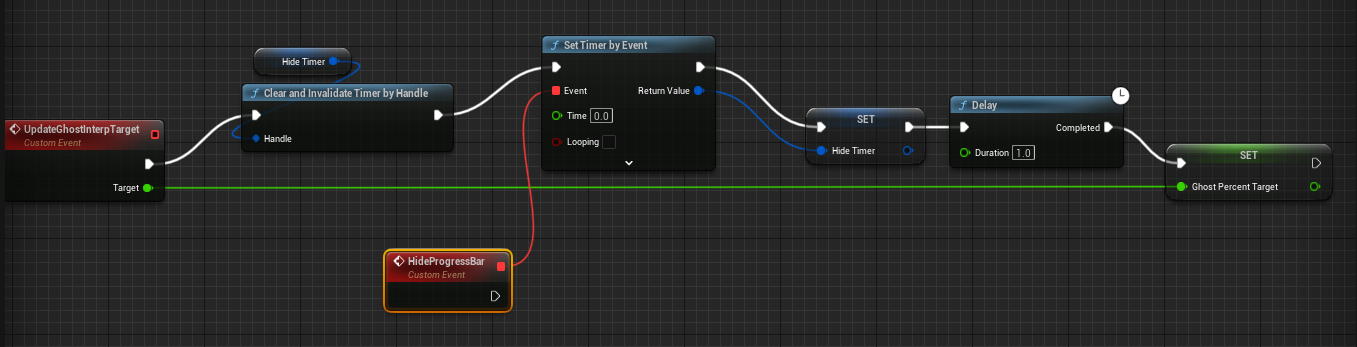 Hide Timer
UpdateGhostInterpTarget
Custom Event
Target
Clear and Invalidate Timer by Handle
Handle
HideProgressBar
Custom Event
Set Timer by Event
Event
Return Value
Time 0.0
Looping
SET
Hide Timer
Delay
Completed
Duration 1.0
SET
Ghost Percent Target